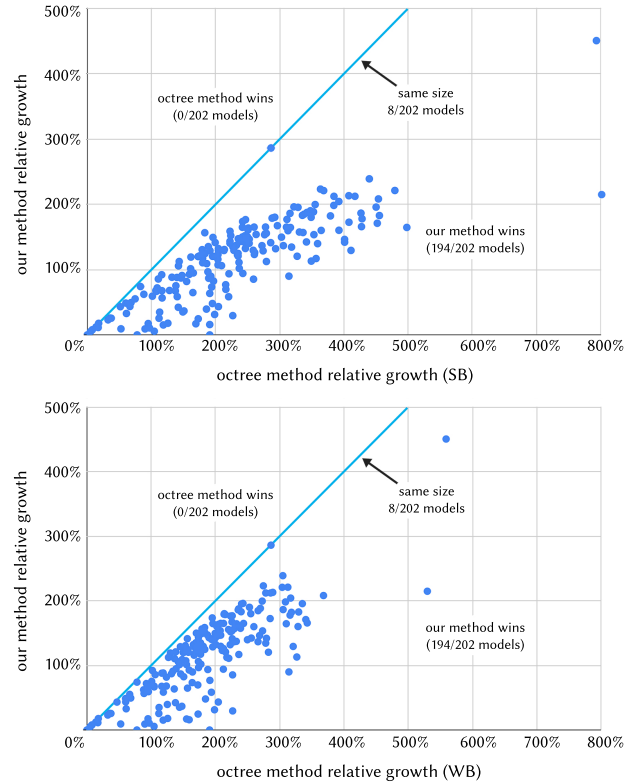 500%
400%
300%
200%
100%
our method relative growth
octree method wins
(0/202 models)
same size
8/202 models
our method wins
(194/202 models)
0% 100% 200% 300% 400% 500% 600% 700% 800%
octree method relative growth (SB)
500%
400%
300%
200%
100%
our method relative growth
octree method wins
(0/202 models)
same size
8/202 models
our method wins
(194/202 models)
0% 100% 200% 300% 400% 500% 600% 700% 800%
octree method relative growth (WB)